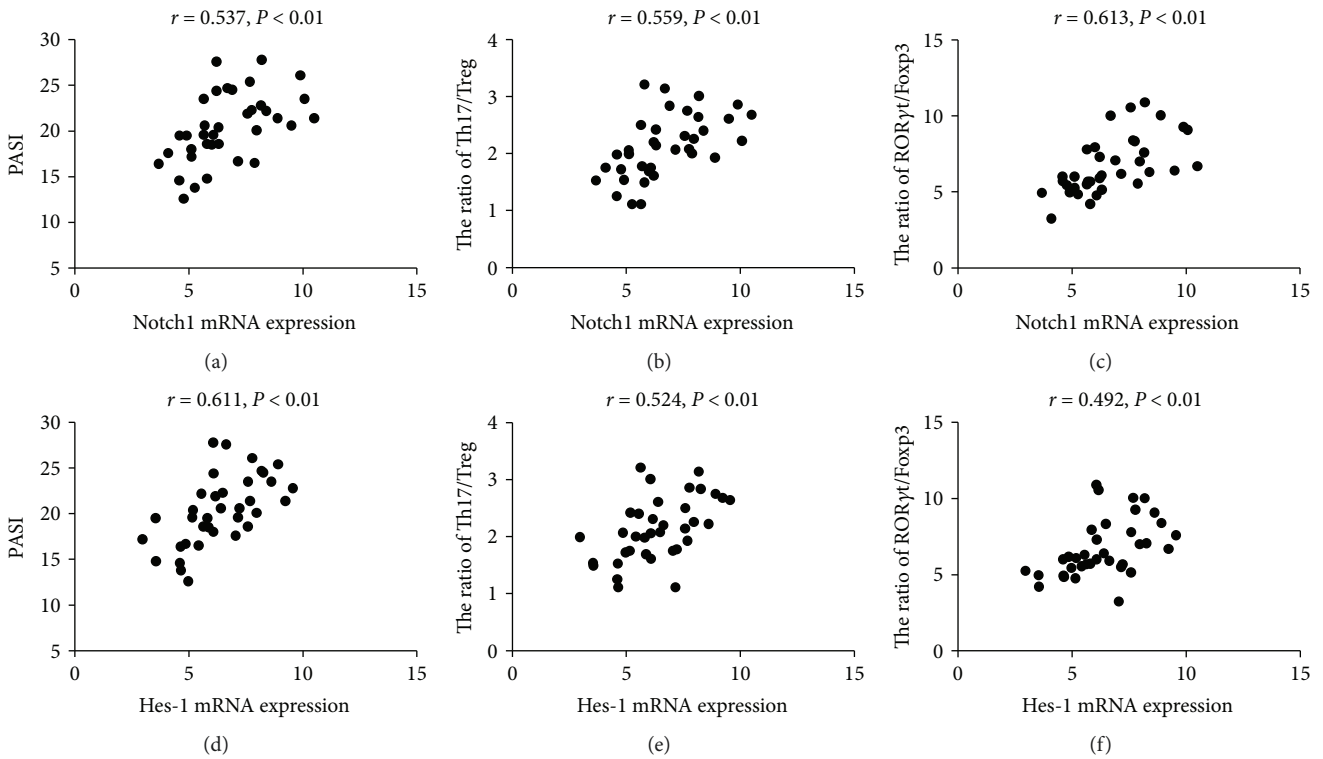 r = 0.537, P < 0.01
PASI
30
25
20
15
10
5
0
5
10
15
Notch1 mRNA expression
(a)
r = 0.559, P < 0.01
The ratio of Th17/Treg
4
3
2
1
0
0
5
10
15
Notch1 mRNA expression
(b)
r = 0.613, P < 0.01
The ratio of RORγt/Foxp3
15
10
5
0
0
5
10
15
Notch1 mRNA expression
(c)
r = 0.611, P < 0.01
PASI
30
25
20
15
10
5
0
5
10
15
Hes-1 mRNA expression
(d)
r = 0.524, P < 0.01
The ratio of Th17/Treg
4
3
2
1
0
0
5
10
15
Hes-1 mRNA expression
(e)
r = 0.492, P < 0.01
The ratio of RORγt/Foxp3
15
10
5
0
0
5
10
15
Hes-1 mRNA expression
(f)